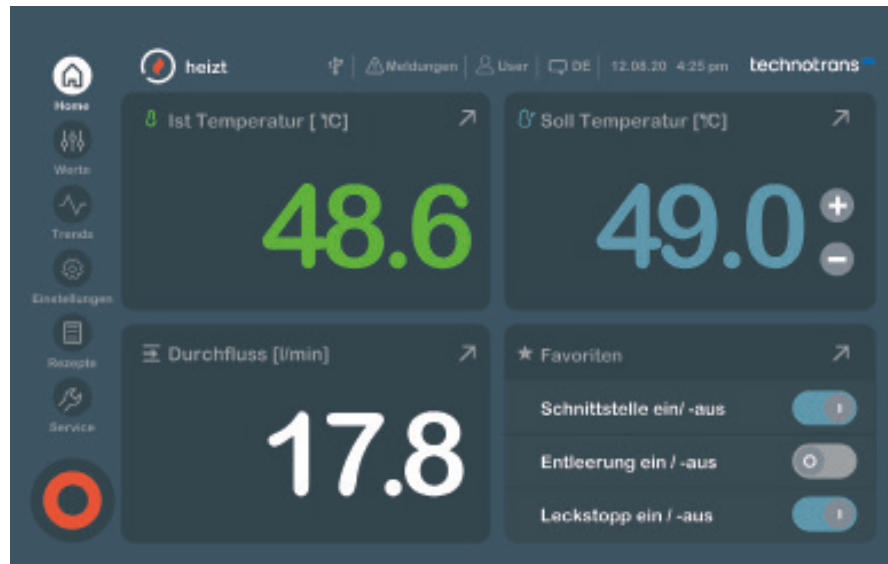 heizt
Meldungen
User
DE
12.08.20 4:25 pm
technotrans
Home
Werte
Trends
Einstellungen
Rezepte
Service
Ist Temperatur [°C]
48.6
Soll Temperatur [°C]
49.0
Durchfluss [l/min]
17.8
Favoriten
Schnittstelle ein/ -aus
Entleerung ein / -aus
Leckstopp ein / -aus